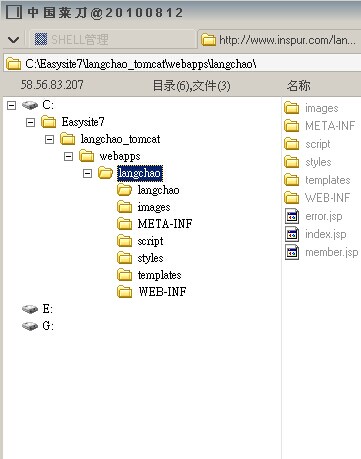 中国菜刀@20100812
SHELL管理
http://www.inspur.com/lan...
C:\Easysite7\langchao_tomcat\webapps\langchao\
58.56.83.207
目录(6),文件(3)
名称
C:
Easysite7
langchao_tomcat
webapps
langchao
langchao
images
META-INF
script
styles
templates
WEB-INF
E:
G:
images
META-INF
script
styles
templates
WEB-INF
error.jsp
index.jsp
member.jsp